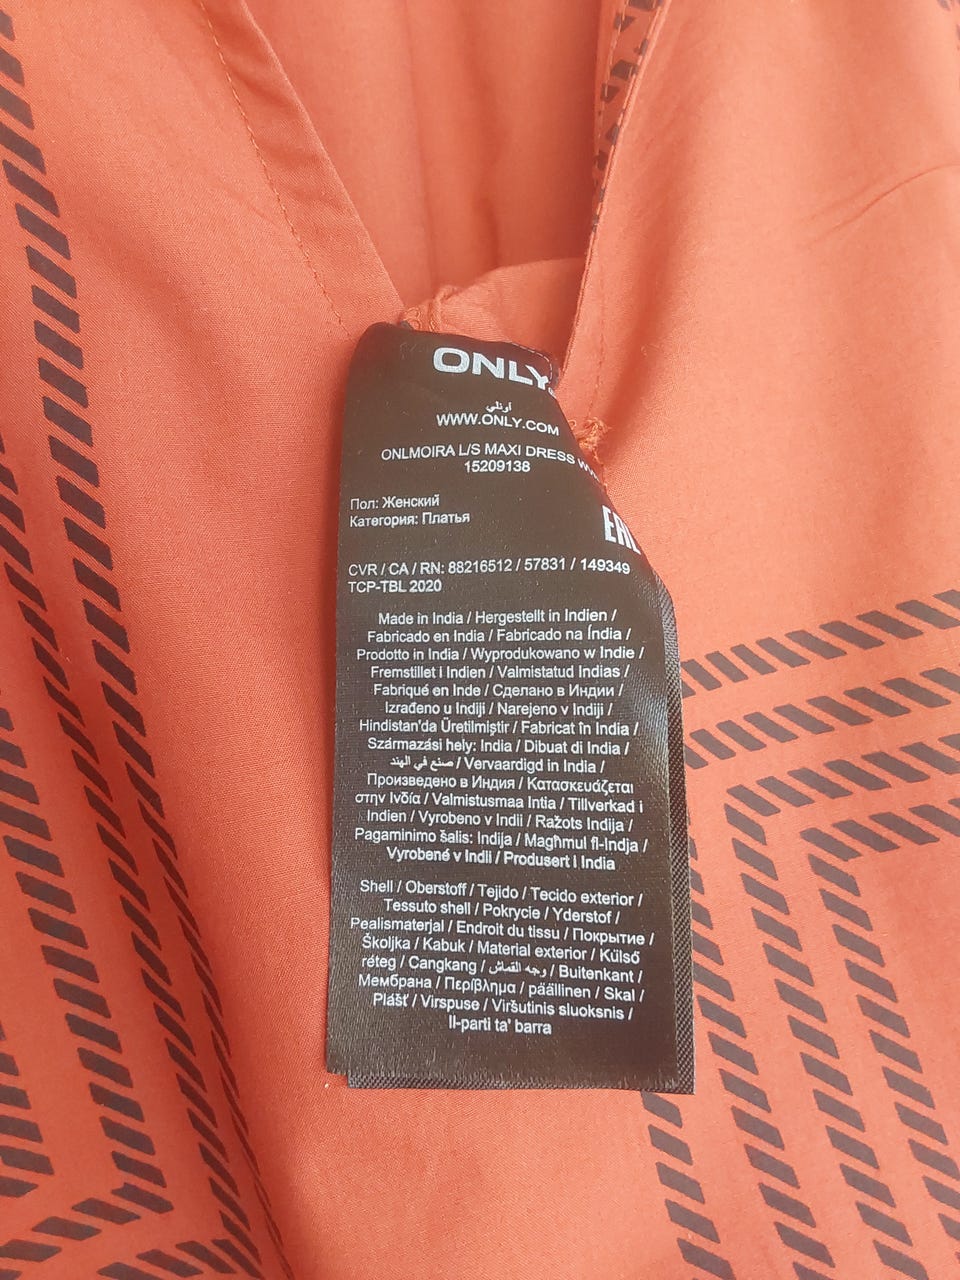 ONLY
أونلي
WWW.ONLY.COM
ONLMOIRA L/S MAXI DRESS
15209138
Пол: Женский
Категория: Платья
CVR / CA / RN: 88216512 / 57831 / 149349
TCP-TBL 2020
Made in India / Hergestellt in Indien /
Fabricado en India / Fabricado na Índia /
Prodotto in India / Wyprodukowano w Indie /
Fremstillet i Indien / Valmistatud Indias /
Fabriqué en Inde / Сделано в Индии /
Izrađeno u Indiji / Narejeno v Indiji /
Hindistan'da Üretilmiştir / Fabricat în India /
Származási hely: India / Dibuat di India /
صنع في الهند / Vervaardigd in India /
Произведено в Индия / Κατασκευάζεται
στην Ινδία / Valmistusmaa Intia / Tillverkad i
Indien / Vyrobeno v Indii / Ražots Indija /
Pagaminimo šalis: Indija / Magħmul fl-Indja /
Vyrobené v Indii / Produsert i India
Shell / Oberstoff / Tejido / Tecido exterior /
Tessuto shell / Pokrycie / Yderstof /
Pealismaterjal / Endroit du tissu / Покрытие /
Školjka / Kabuk / Material exterior / Külső
réteg / Cangkang / وجه القماش / Buitenkant /
Мембрана / Περίβλημα / päällinen / Skal /
Plášť / Virspuse / Viršutinis sluoksnis /
Il-parti ta' barra